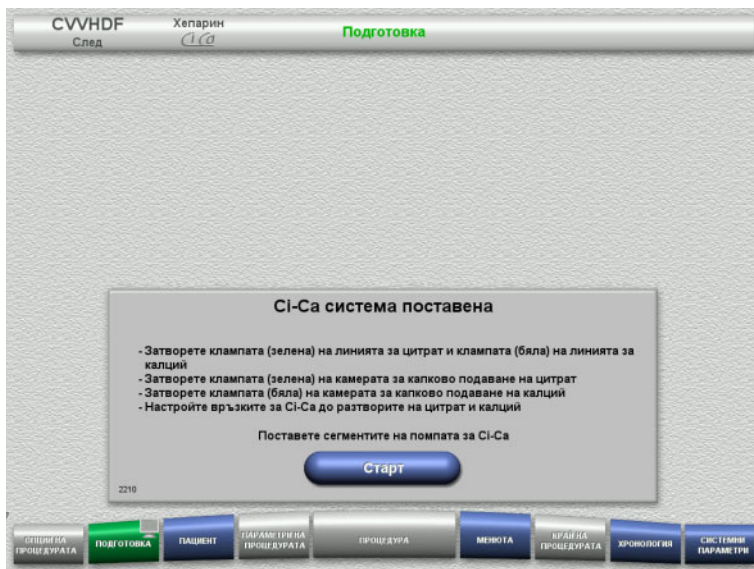 CVVHDF
След
Хепарин
Ci Ca
Подготовка
Ci-Ca система поставена
- Затворете клампата (зелена) на линията за цитрат и клампата (бяла) на линията за
калций
- Затворете клампата (зелена) на камерата за капково подаване на цитрат
- Затворете клампата (бяла) на камерата за капково подаване на калций
- Настройте връзките за Ci-Ca до разтворите на цитрат и калций
Поставете сегментите на помпата за Ci-Ca
Старт
2210
ОПЦИИ НА
ПРОЦЕДУРАТА
ПОДГОТОВКА
ПАЦИЕНТ
ПАРАМЕТРИ НА
ПРОЦЕДУРАТА
ПРОЦЕДУРА
МЕНЮТА
КРАЙ НА
ПРОЦЕДУРАТА
ХРОНОЛОГИЯ
СИСТЕМНИ
ПАРАМЕТРИ